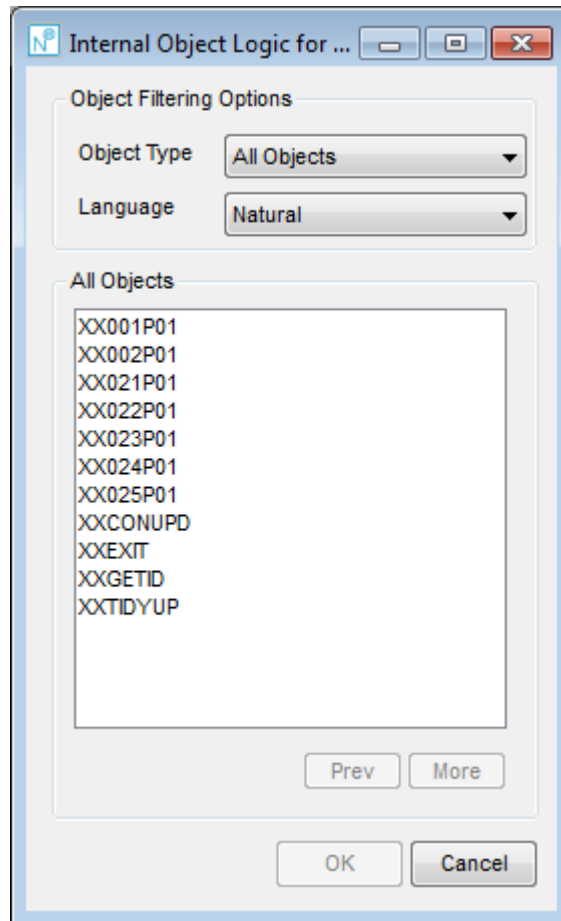 Internal Object Logic for ...
Object Filtering Options
Object Type All Objects
Language Natural
All Objects
XX001P01
XX002P01
XX021P01
XX022P01
XX023P01
XX024P01
XX025P01
XXCONUPD
XXEXIT
XXGETID
XXTIDYUP
Prev More
OK Cancel